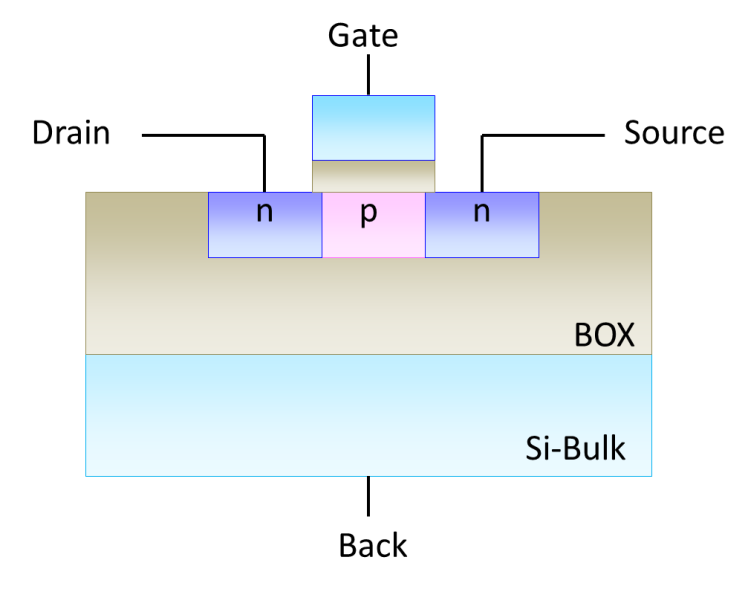 Gate
Drain
Source
n
p
n
BOX
Si-Bulk
Back